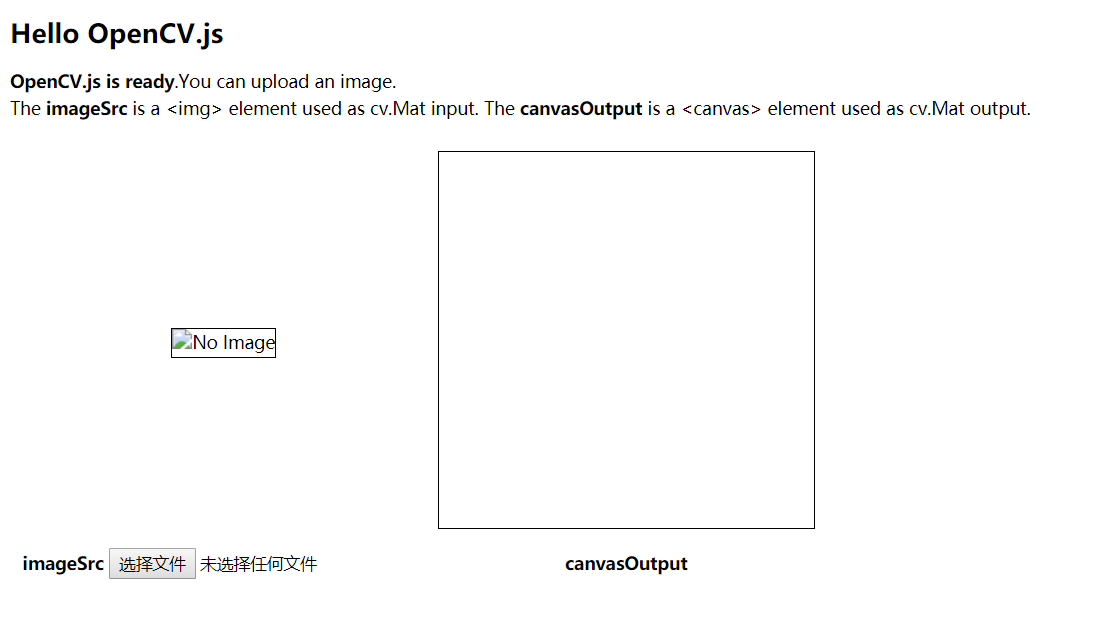 Hello OpenCV.js
OpenCV.js is ready.You can upload an image.
The imageSrc is a <img> element used as cv.Mat input. The canvasOutput is a <canvas> element used as cv.Mat output.
No Image
imageSrc 选择文件 未选择任何文件
canvasOutput